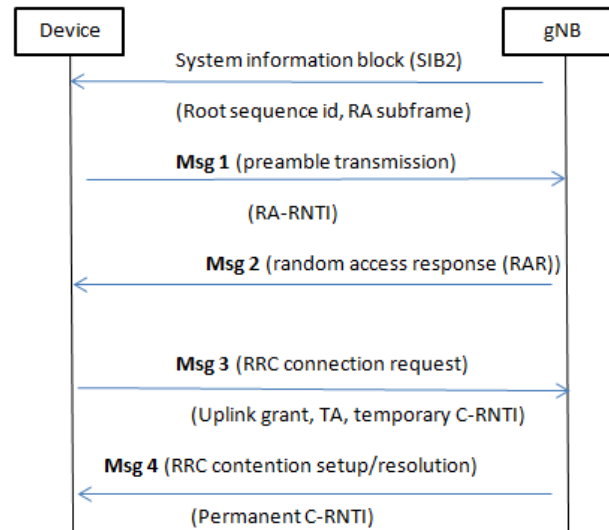 Device
gNB
System information block (SIB2)
(Root sequence id, RA subframe)
Msg 1 (preamble transmission)
(RA-RNTI)
Msg 2 (random access response (RAR))
Msg 3 (RRC connection request)
(Uplink grant, TA, temporary C-RNTI)
Msg 4 (RRC contention setup/resolution)
(Permanent C-RNTI)